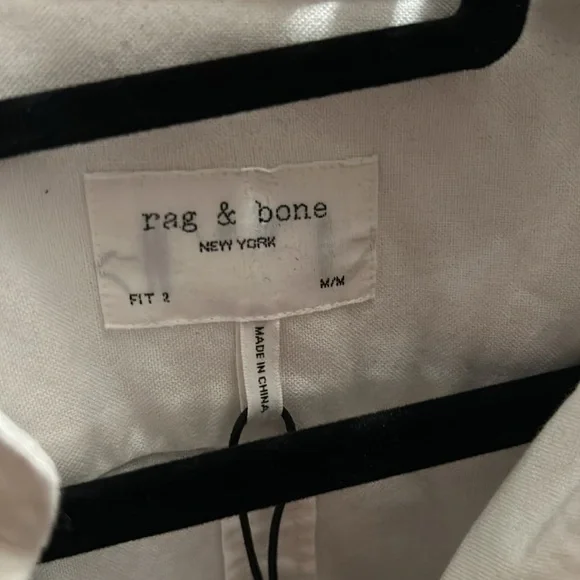 rag & bone
NEW YORK
FIT 2
M/M
MADE IN CHINA